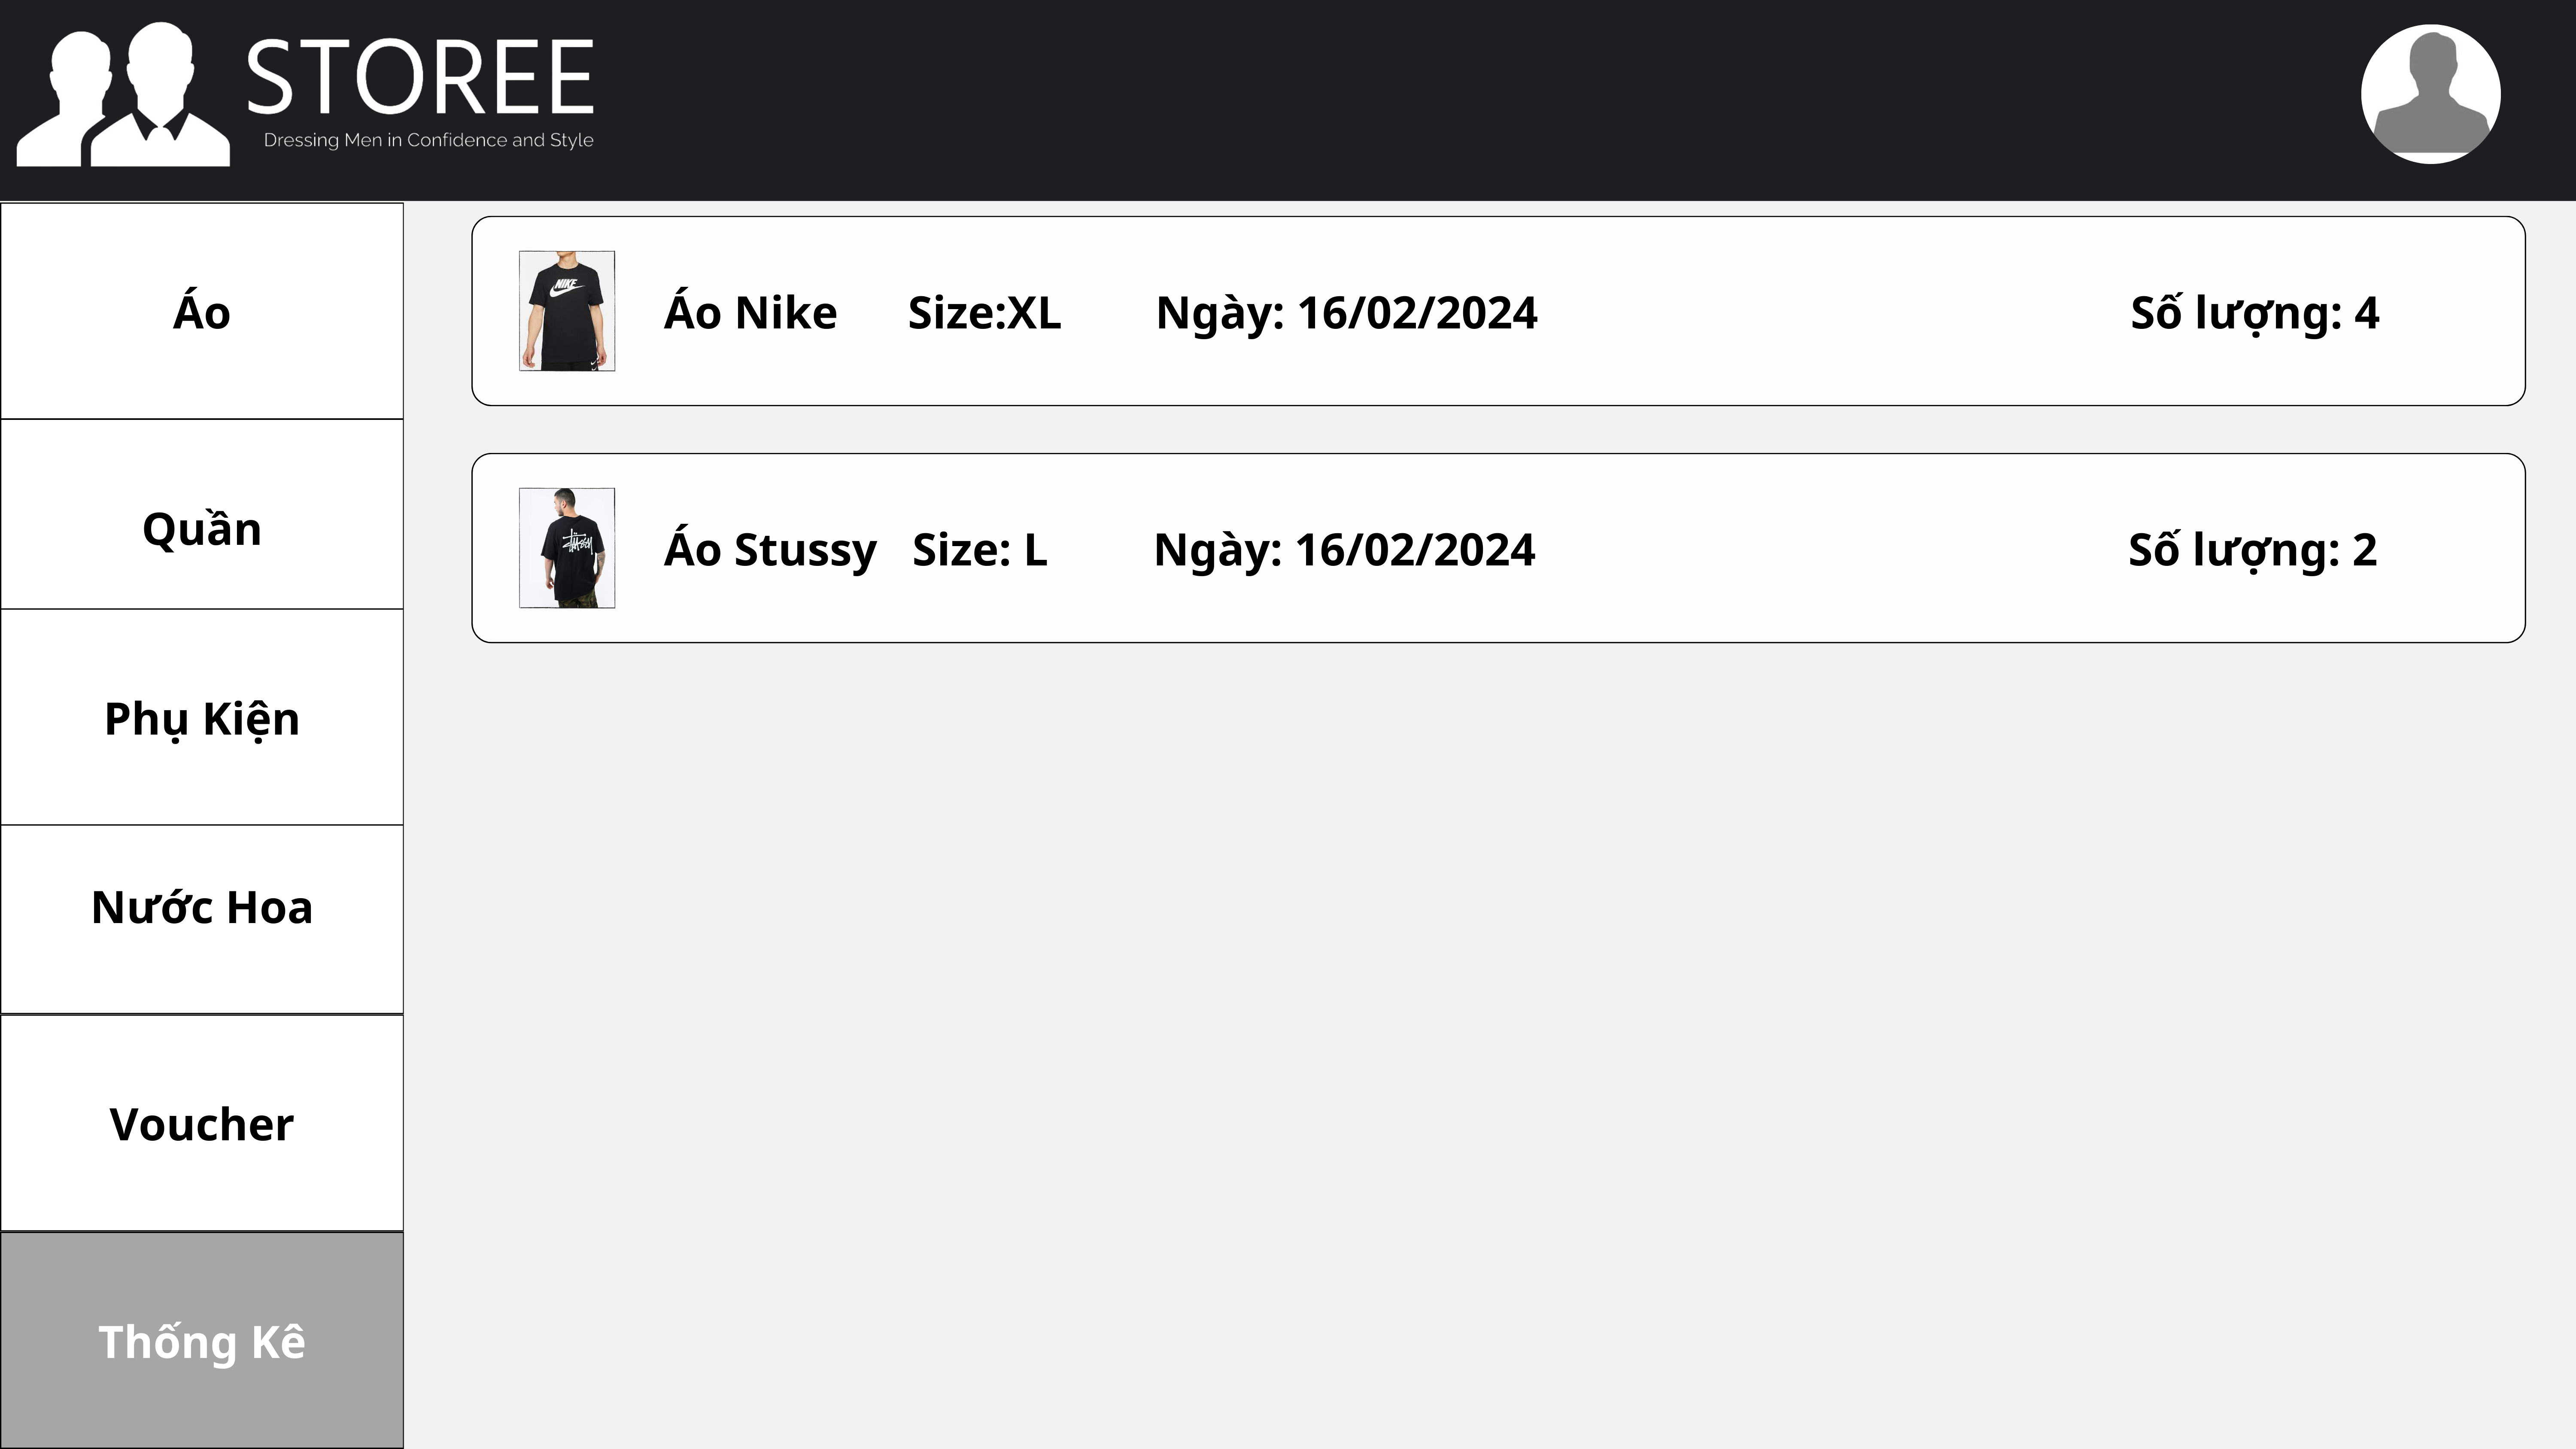 STOREE
Dressing Men in Confidence and Style
Áo
Quần
Phụ Kiện
Nước Hoa
Voucher
Thống Kê
NIKE
Áo Nike Size:XL Ngày: 16/02/2024 Số lượng: 4
Stüssy
Áo Stussy Size: L Ngày: 16/02/2024 Số lượng: 2